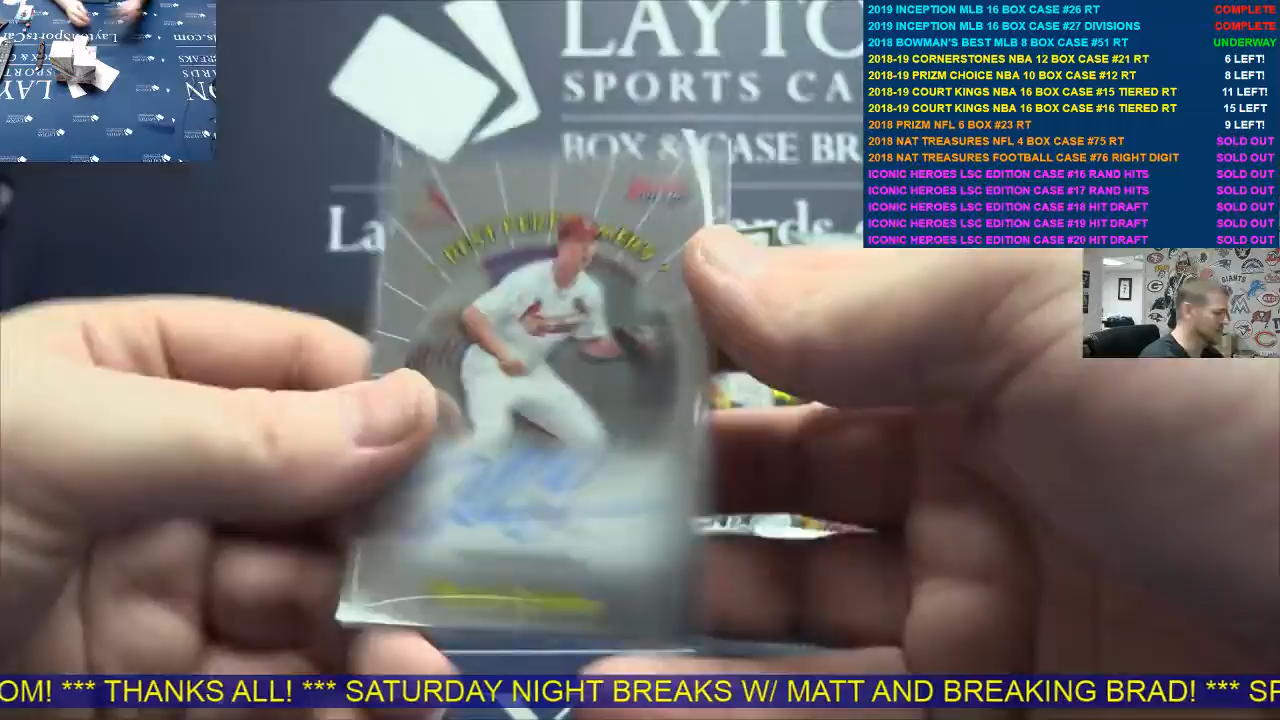 2019 INCEPTION MLB 16 BOX CASE #26 RT COMPLETE
2019 INCEPTION MLB 16 BOX CASE #27 DIVISIONS COMPLETE
2018 BOWMAN'S BEST MLB 8 BOX CASE #51 RT UNDERWAY
2018-19 CORNERSTONES NBA 12 BOX CASE #21 RT 6 LEFT!
2018-19 PRIZM CHOICE NBA 10 BOX CASE #12 RT 8 LEFT!
2018-19 COURT KINGS NBA 16 BOX CASE #15 TIERED RT 11 LEFT!
2018-19 COURT KINGS NBA 16 BOX CASE #16 TIERED RT 15 LEFT
2018 PRIZM NFL 6 BOX #23 RT 9 LEFT!
2018 NAT TREASURES NFL 4 BOX CASE #75 RT SOLD OUT
2018 NAT TREASURES FOOTBALL CASE #76 RIGHT DIGIT SOLD OUT
ICONIC HEROES LSC EDITION CASE #16 RAND HITS SOLD OUT
ICONIC HEROES LSC EDITION CASE #17 RAND HITS SOLD OUT
ICONIC HEROES LSC EDITION CASE #18 HIT DRAFT SOLD OUT
ICONIC HEROES LSC EDITION CASE #19 HIT DRAFT SOLD OUT
ICONIC HEROES LSC EDITION CASE #20 HIT DRAFT SOLD OUT
LAYTO
SPORTS CA
BOX & CASE BR
La
rds.c
OM! *** THANKS ALL! *** SATURDAY NIGHT BREAKS W/ MATT AND BREAKING BRAD! *** SP